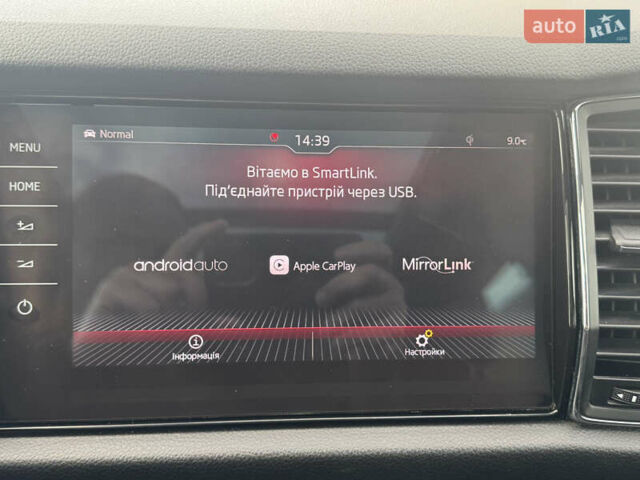 auto RIA.com
MENU
HOME
Normal
14:39
9.0°C
Вітаємо в SmartLink.
Під'єднайте пристрій через USB.
androidauto
Apple CarPlay
MirrorLink
Інформація
Настройки